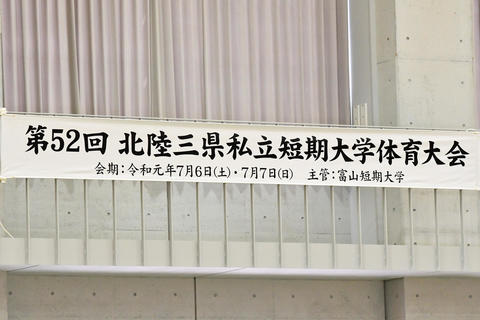 第52回 北陸三県私立短期大学体育大会
会期：令和元年7月6日(土)・7月7日(日) 主管：富山短期大学